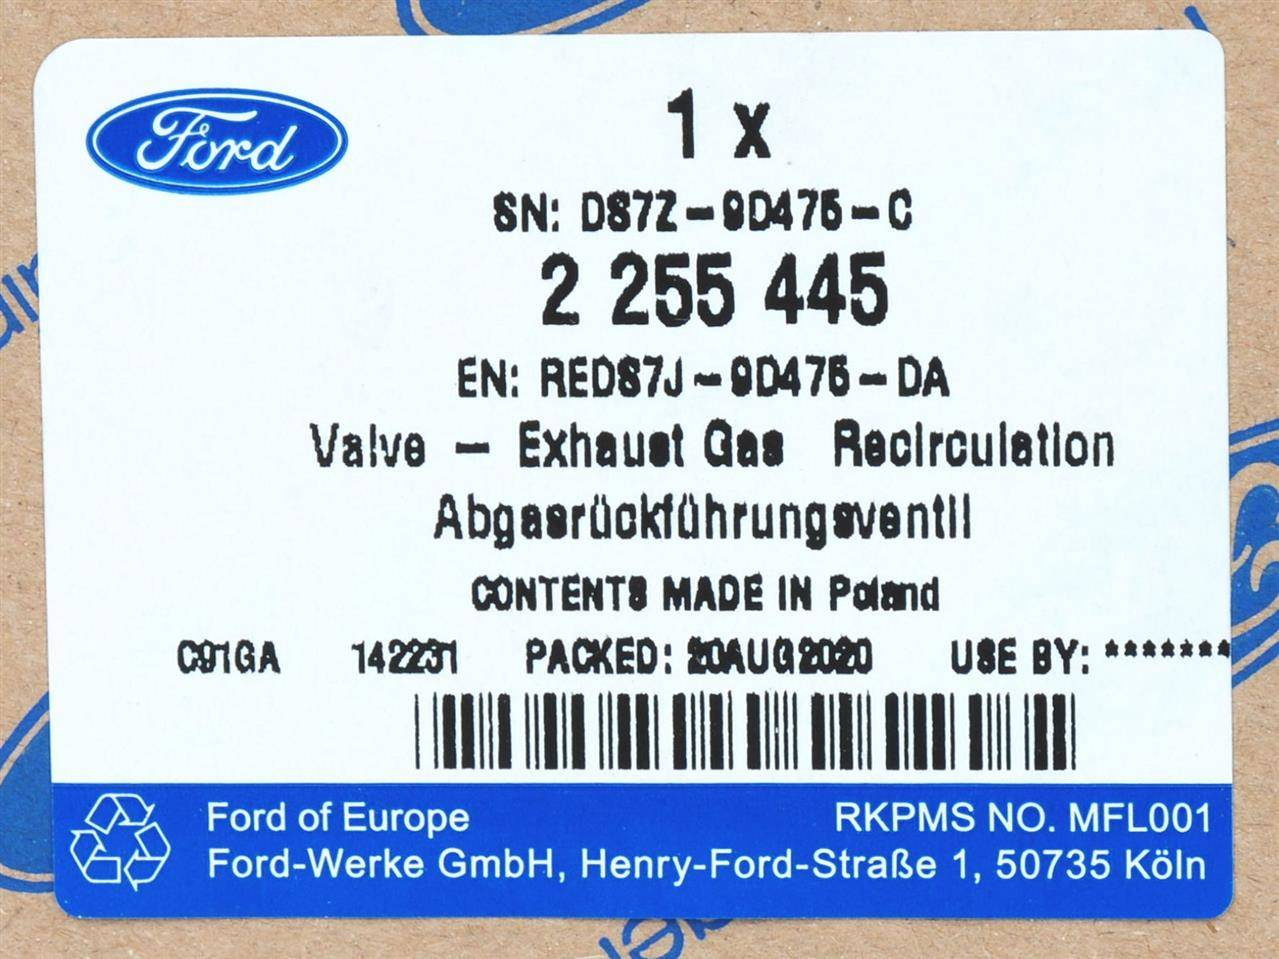 Ford
1 x
SN: DS7Z-9D475-C
2 255 445
EN: REDS7J-9D475-DA
Valve - Exhaust Gas Recirculation
Abgasrückführungsventil
CONTENTS MADE IN Poland
C91GA 142231 PACKED: 20AUG2020 USE BY: *******
Ford of Europe RKPMS NO. MFL001
Ford-Werke GmbH, Henry-Ford-Straße 1, 50735 Köln